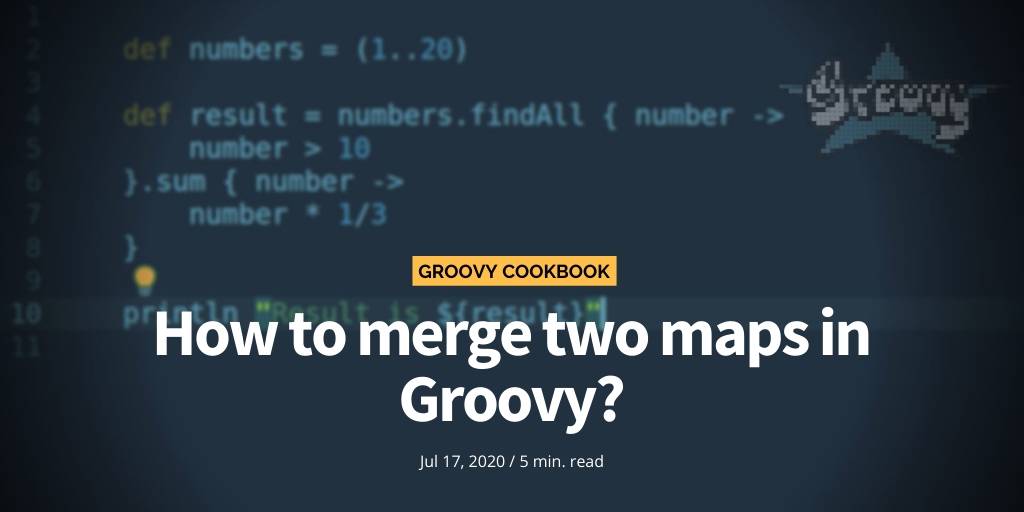 1
2 def numbers = (1..20)
3
4 def result = numbers.findAll { number ->
5 number > 10
6 }.sum { number ->
7 number * 1/3
8 }
9
10 println "Result is ${result}"
11
Groovy
GROOVY COOKBOOK
How to merge two maps in
Groovy?
Jul 17, 2020 / 5 min. read